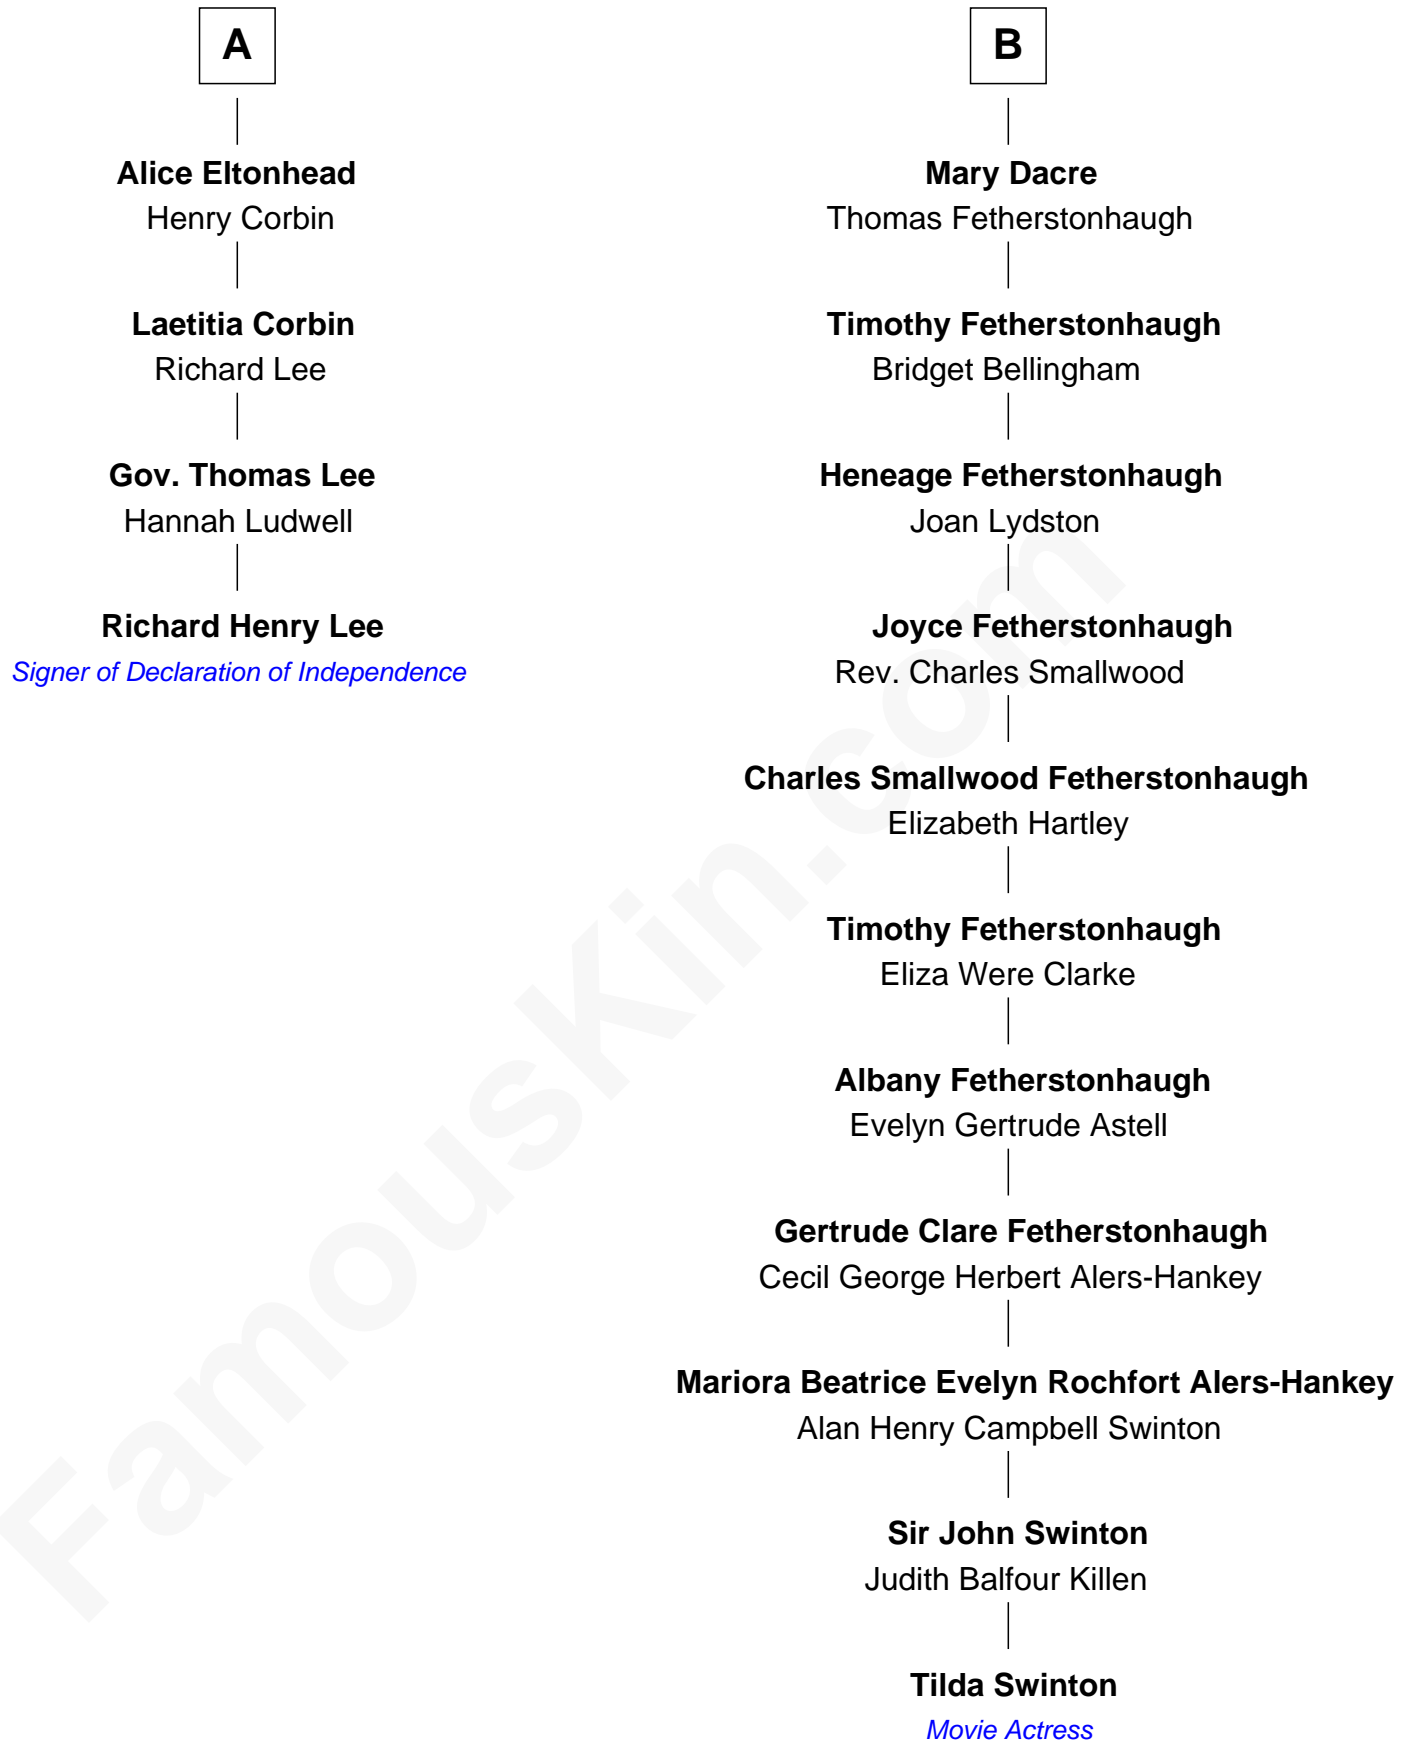 A
Alice Eltonhead
Henry Corbin
Laetitia Corbin
Richard Lee
Gov. Thomas Lee
Hannah Ludwell
Richard Henry Lee
Signer of Declaration of Independence
B
Mary Dacre
Thomas Fetherstonhaugh
Timothy Fetherstonhaugh
Bridget Bellingham
Heneage Fetherstonhaugh
Joan Lydston
Joyce Fetherstonhaugh
Rev. Charles Smallwood
Charles Smallwood Fetherstonhaugh
Elizabeth Hartley
Timothy Fetherstonhaugh
Eliza Were Clarke
Albany Fetherstonhaugh
Evelyn Gertrude Astell
Gertrude Clare Fetherstonhaugh
Cecil George Herbert Alers-Hankey
Mariora Beatrice Evelyn Rochfort Alers-Hankey
Alan Henry Campbell Swinton
Sir John Swinton
Judith Balfour Killen
Tilda Swinton
Movie Actress
FamousKin.com